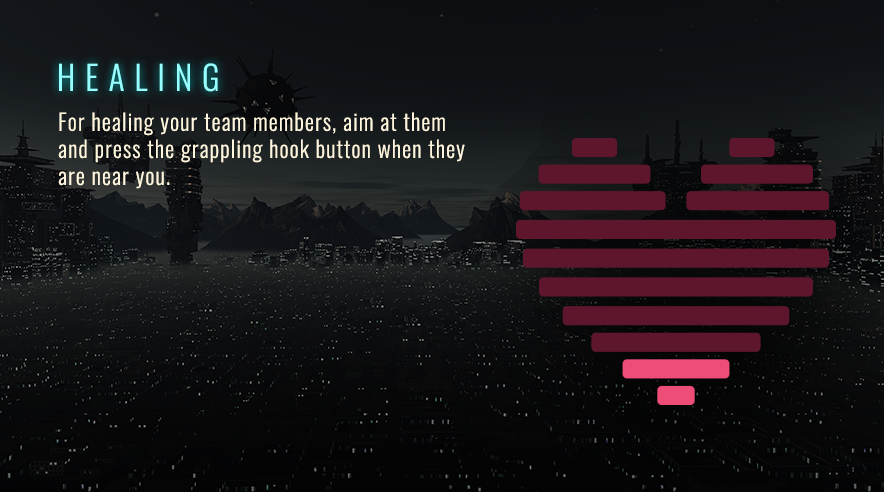 HEALING
For healing your team members, aim at them
and press the grappling hook button when they
are near you.